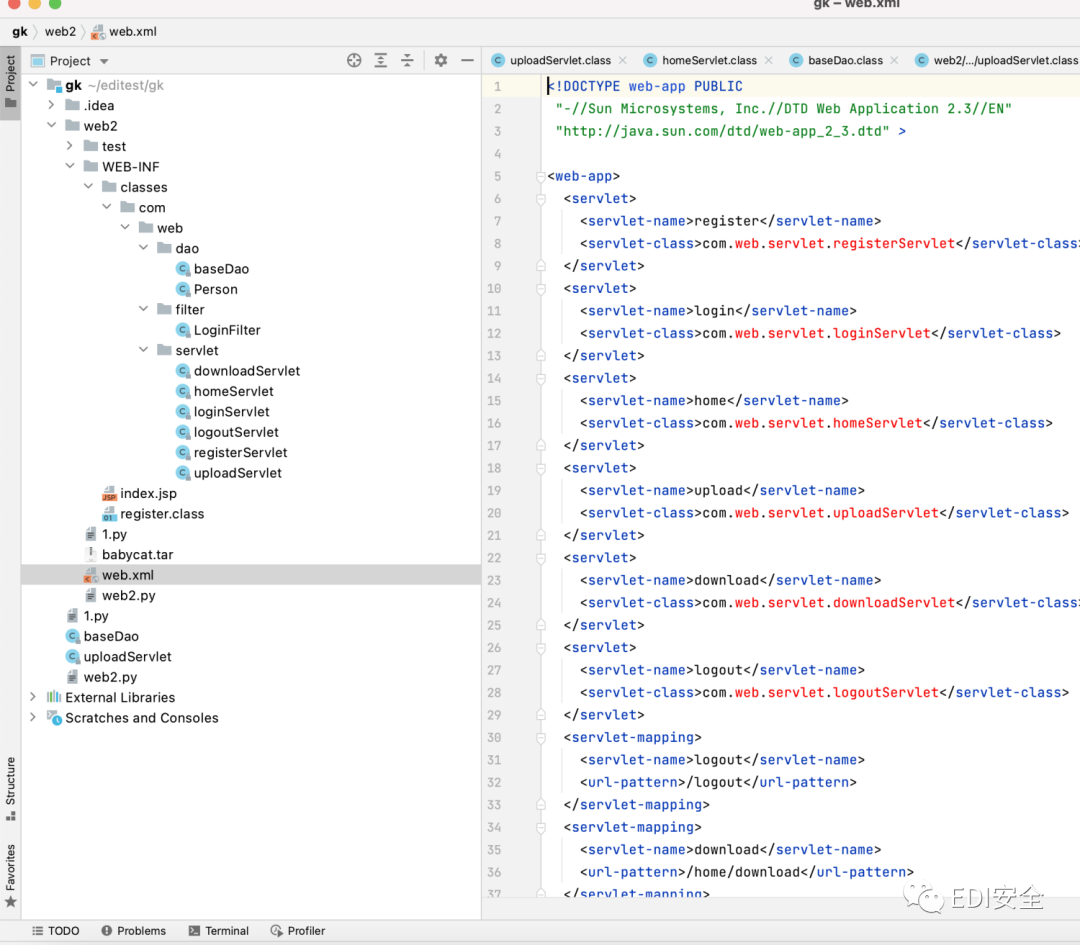 gk – web.xml
gk web2 web.xml
Project
Project
uploadServlet.class homeServlet.class baseDao.class web2/.../uploadServlet.class
gk ~/editest/gk
.idea
web2
test
WEB-INF
classes
com
web
dao
baseDao
Person
filter
LoginFilter
servlet
downloadServlet
homeServlet
loginServlet
logoutServlet
registerServlet
uploadServlet
index.jsp
register.class
1.py
babycat.tar
web.xml
web2.py
1.py
baseDao
uploadServlet
web2.py
External Libraries
Scratches and Consoles
Structure
Favorites
1 <!DOCTYPE web-app PUBLIC
2 "-//Sun Microsystems, Inc.//DTD Web Application 2.3//EN"
3 "http://java.sun.com/dtd/web-app_2_3.dtd" >
4
5 <web-app>
6 <servlet>
7 <servlet-name>register</servlet-name>
8 <servlet-class>com.web.servlet.registerServlet</servlet-class>
9 </servlet>
10 <servlet>
11 <servlet-name>login</servlet-name>
12 <servlet-class>com.web.servlet.loginServlet</servlet-class>
13 </servlet>
14 <servlet>
15 <servlet-name>home</servlet-name>
16 <servlet-class>com.web.servlet.homeServlet</servlet-class>
17 </servlet>
18 <servlet>
19 <servlet-name>upload</servlet-name>
20 <servlet-class>com.web.servlet.uploadServlet</servlet-class>
21 </servlet>
22 <servlet>
23 <servlet-name>download</servlet-name>
24 <servlet-class>com.web.servlet.downloadServlet</servlet-class>
25 </servlet>
26 <servlet>
27 <servlet-name>logout</servlet-name>
28 <servlet-class>com.web.servlet.logoutServlet</servlet-class>
29 </servlet>
30 <servlet-mapping>
31 <servlet-name>logout</servlet-name>
32 <url-pattern>/logout</url-pattern>
33 </servlet-mapping>
34 <servlet-mapping>
35 <servlet-name>download</servlet-name>
36 <url-pattern>/home/download</url-pattern>
37 </servlet-mapping>
EDI安全
TODO Problems Terminal Profiler